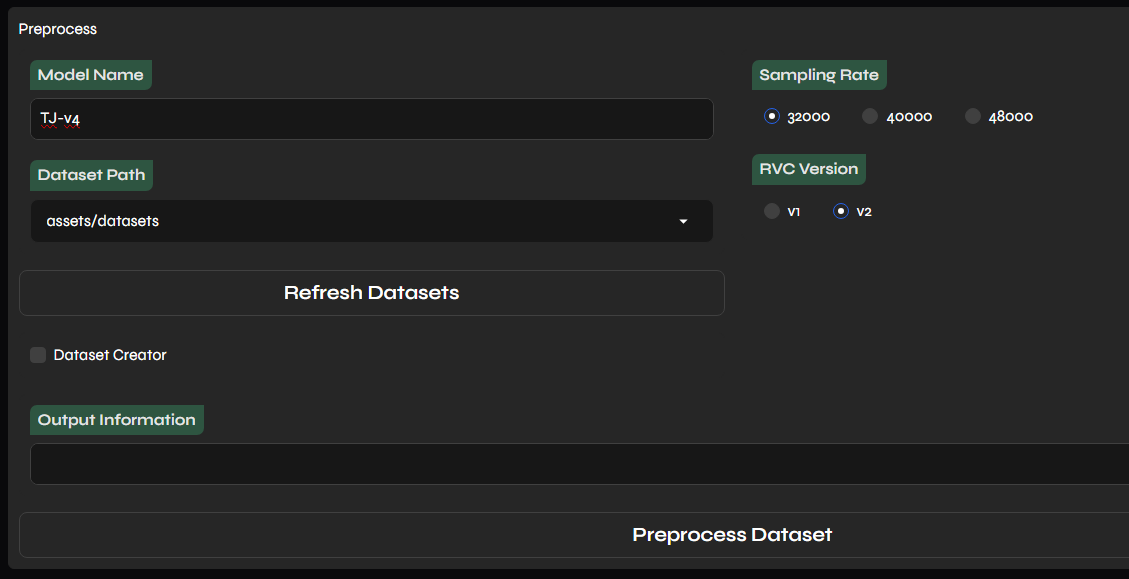 Preprocess
Model Name
TJ-v4
Dataset Path
assets/datasets
Refresh Datasets
Dataset Creator
Sampling Rate
32000 40000 48000
RVC Version
v1 v2
Output Information
Preprocess Dataset